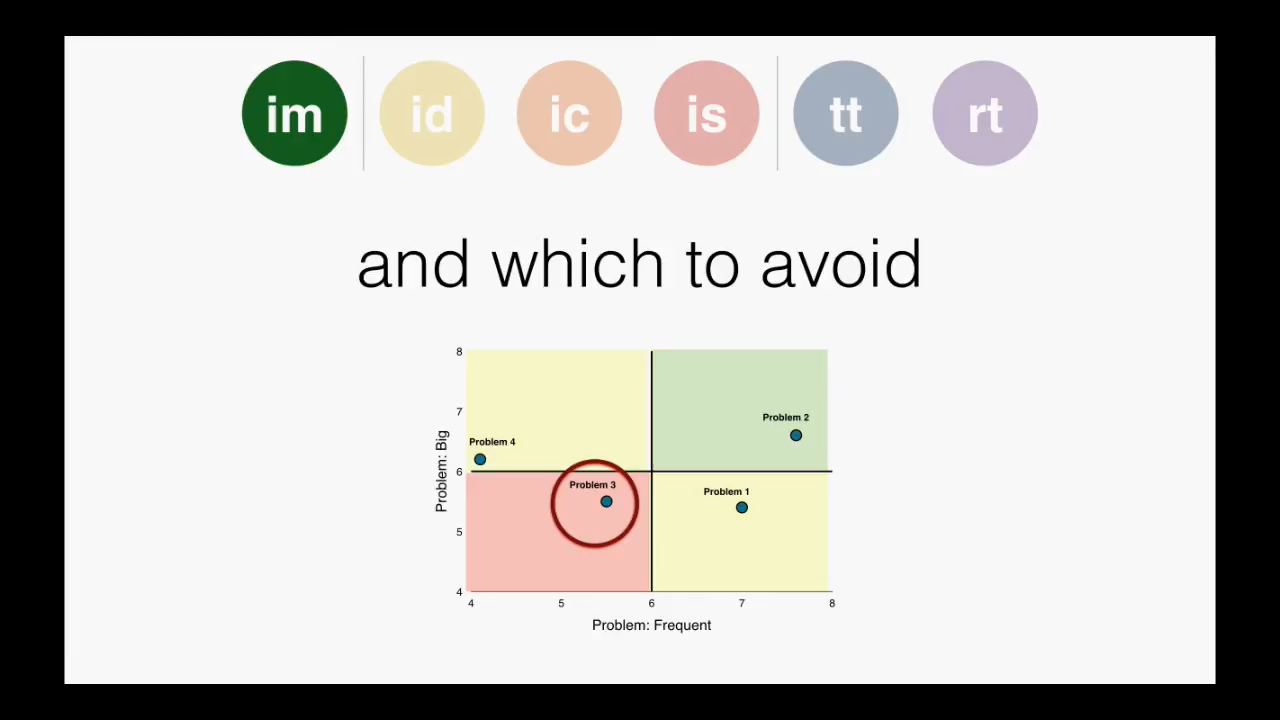 im id ic is tt rt
and which to avoid
8
7
6
5
4
Problem: Big
Problem 4
Problem 3
Problem 2
Problem 1
4 5 6 7 8
Problem: Frequent